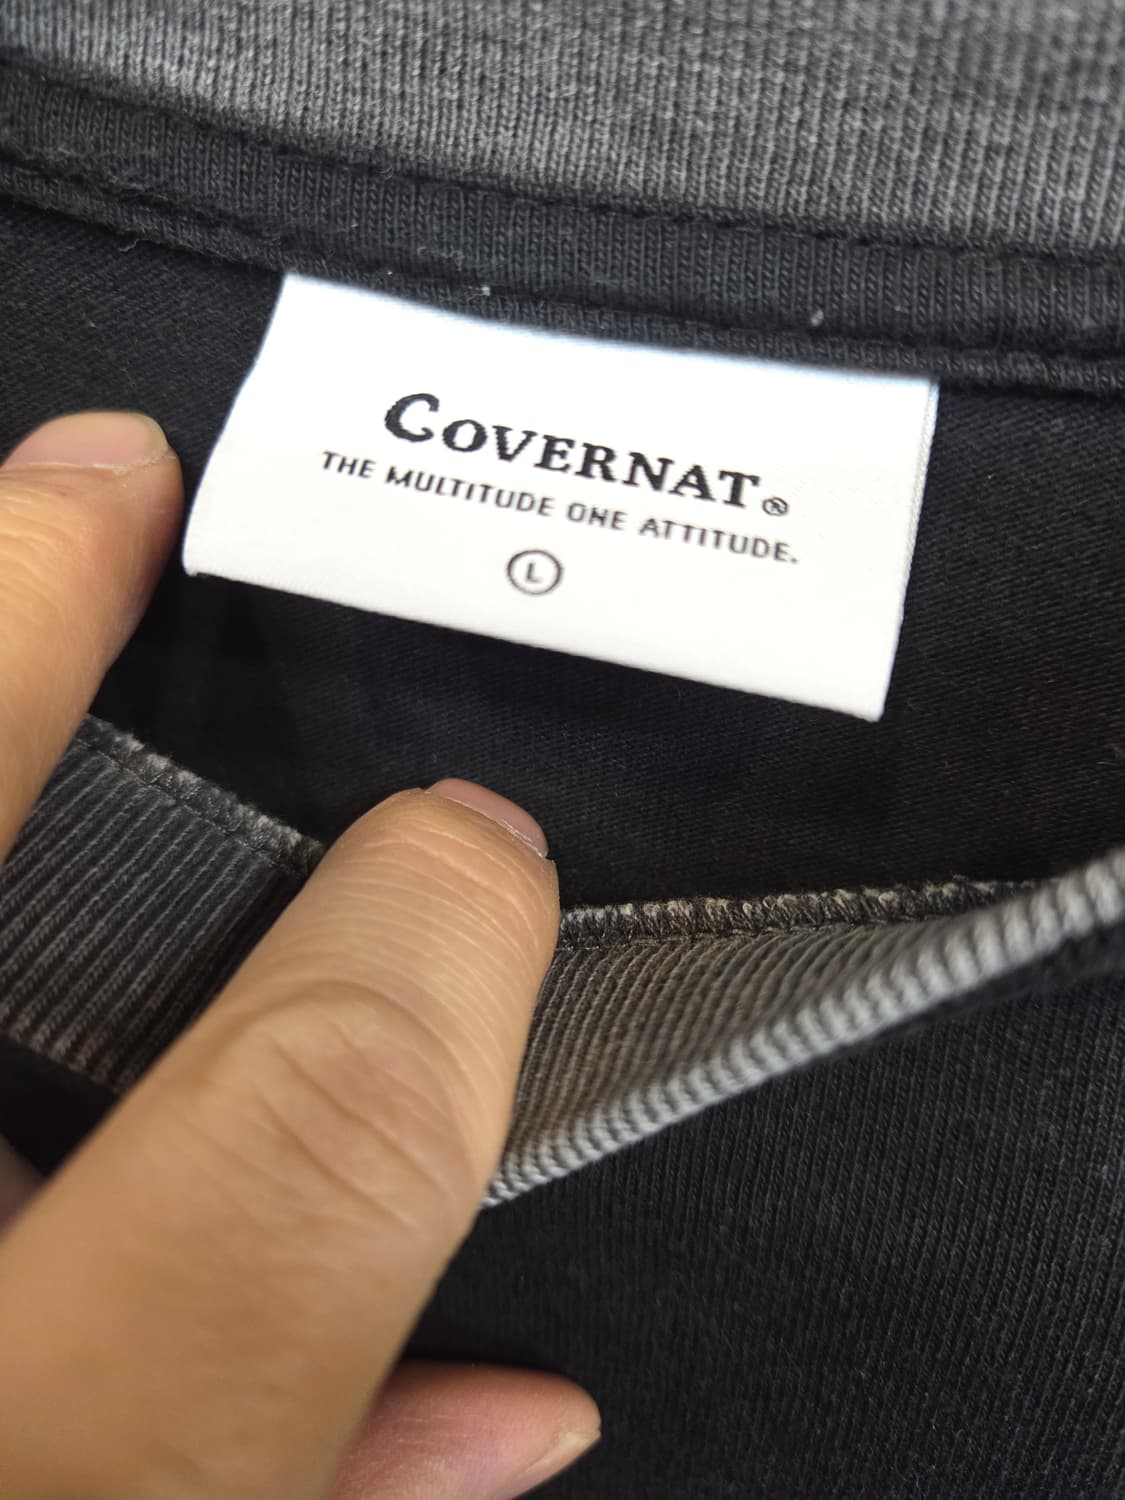 COVERNAT®
THE MULTITUDE ONE ATTITUDE.
L